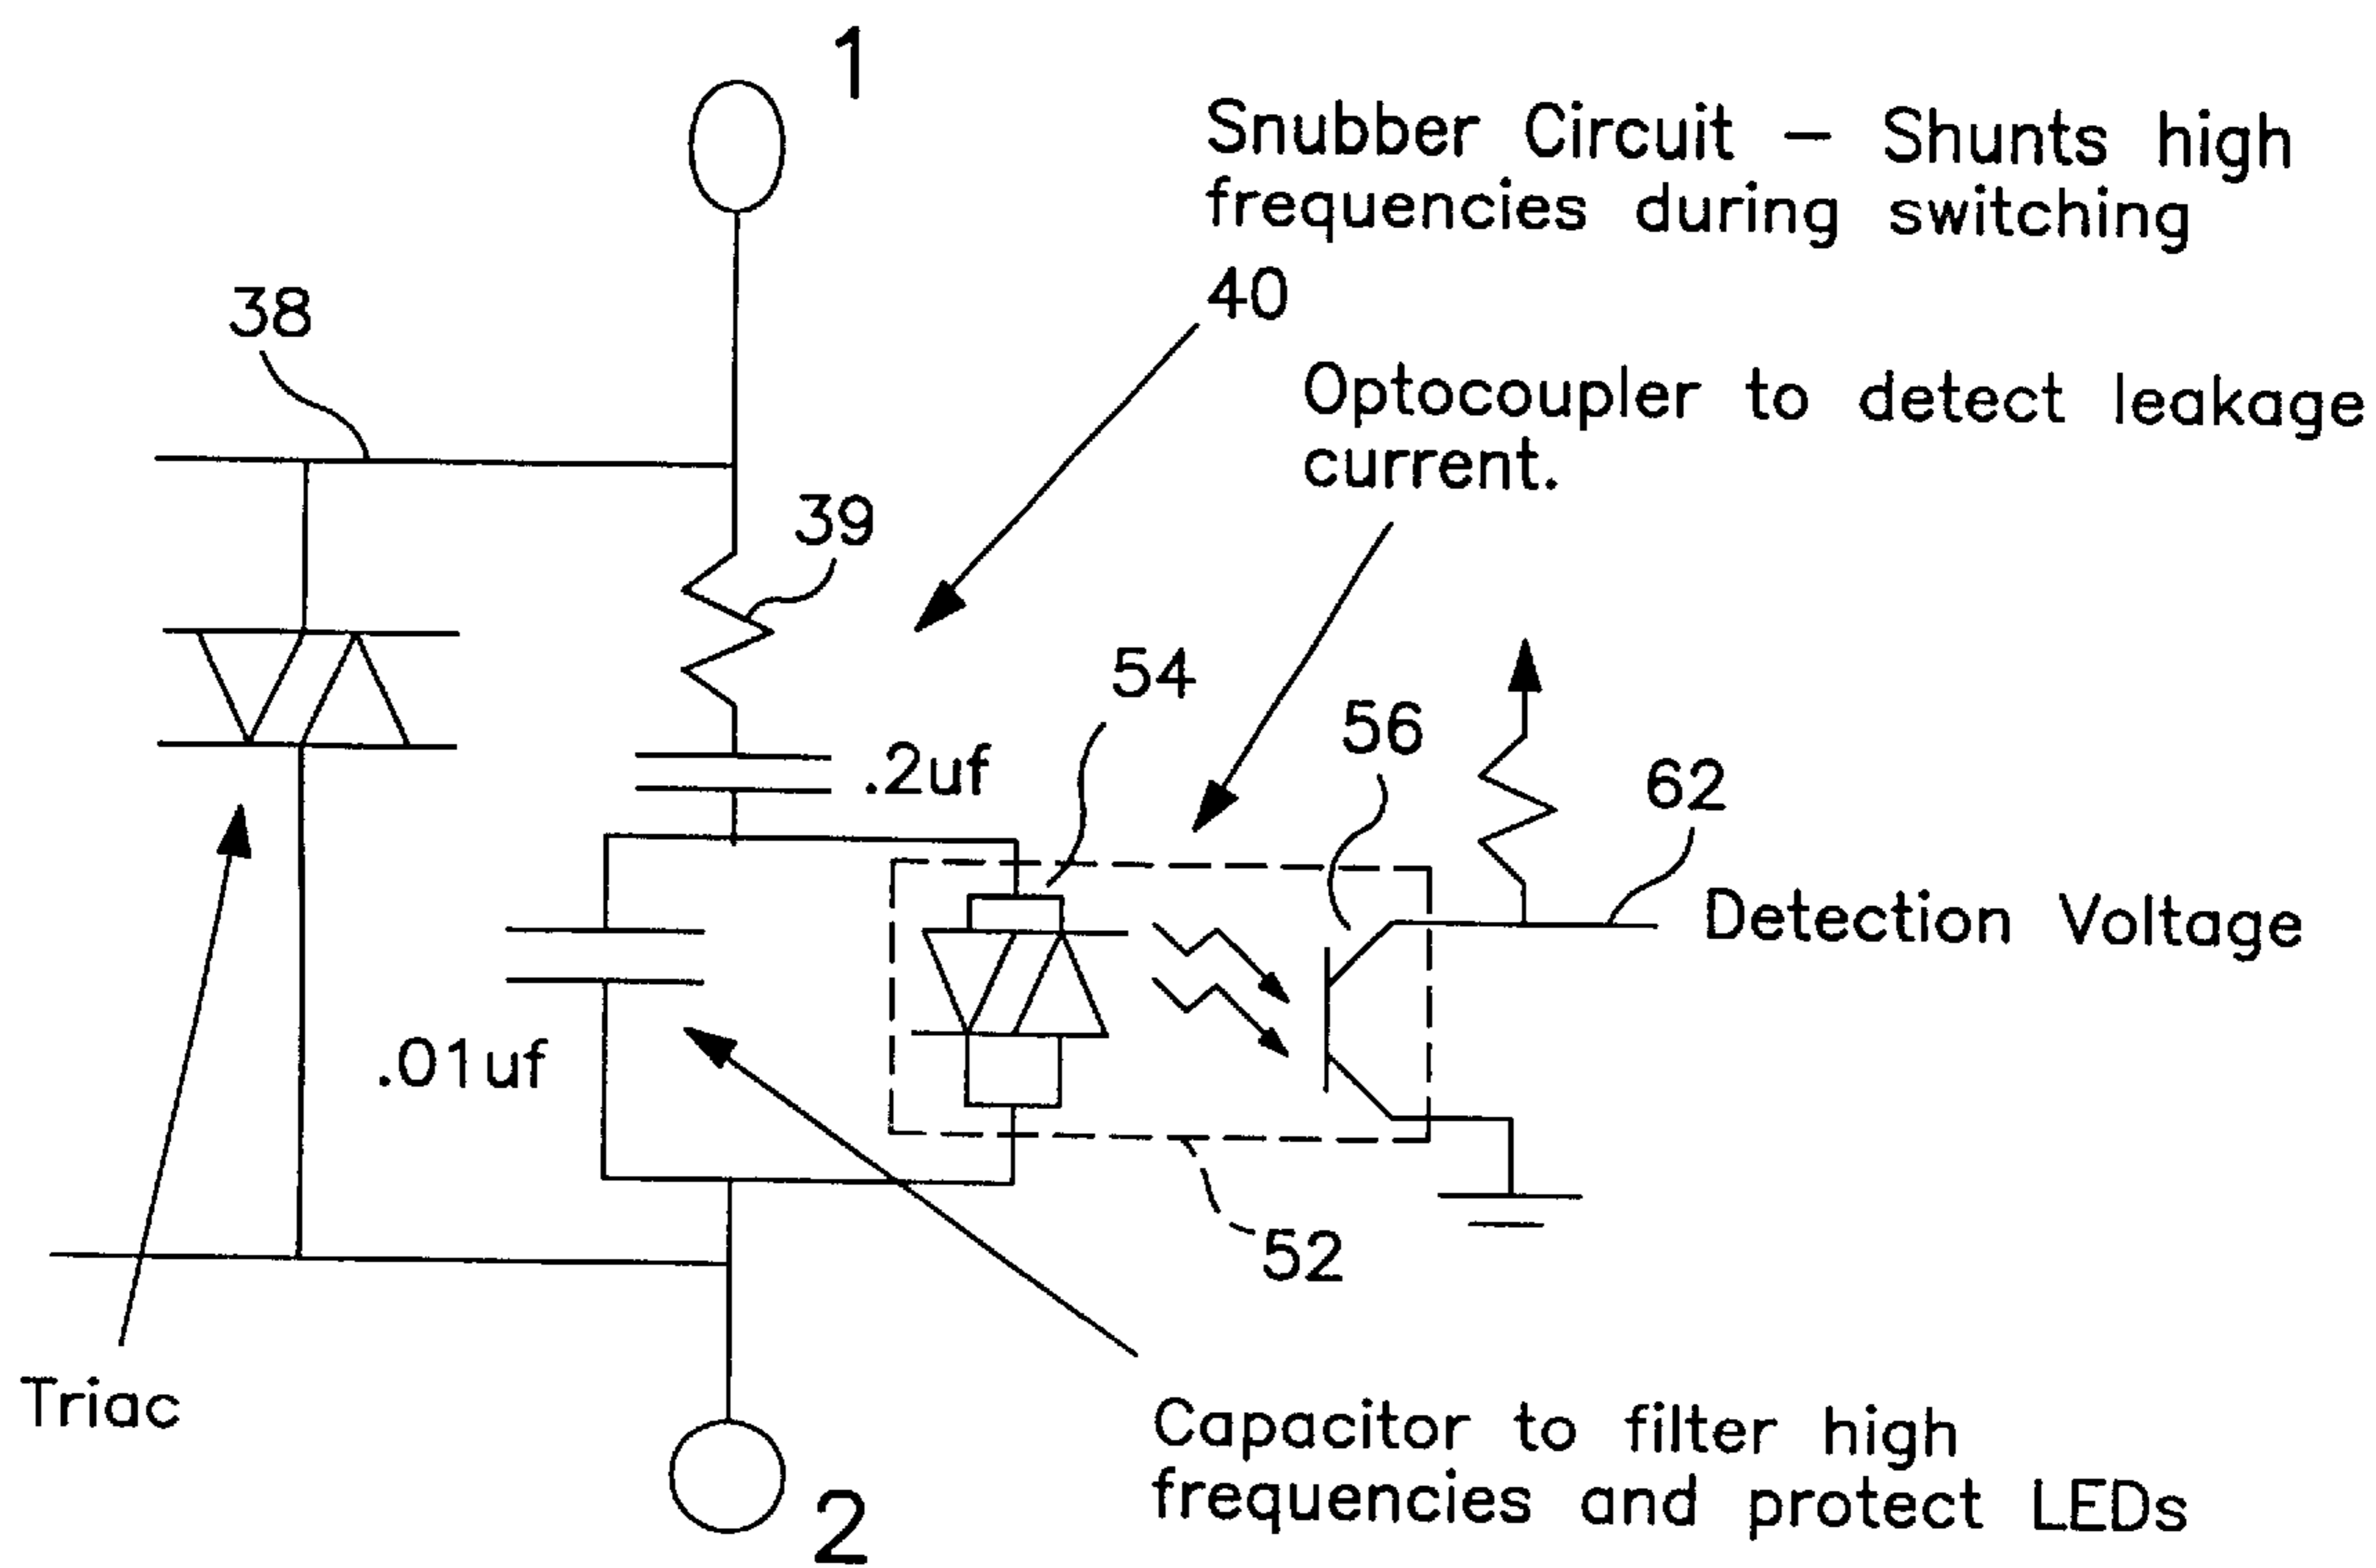 1
Snubber Circuit – Shunts high
frequencies during switching
40
38
Optocoupler to detect leakage
current.
39
54
56
.2uf
62
Detection Voltage
.01uf
52
Triac
Capacitor to filter high
frequencies and protect LEDs
2